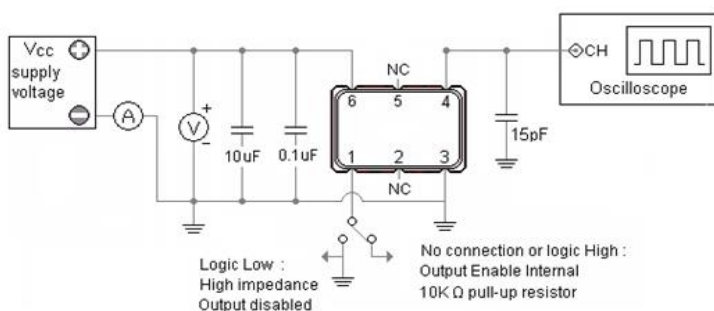 Vcc
supply
voltage
A
V
+
−
10uF
0.1uF
NC
6 5 4
1 2 3
NC
15pF
CH
Oscilloscope
Logic Low :
High impedance
Output disabled
No connection or logic High :
Output Enable Internal
10K Ω pull-up resistor